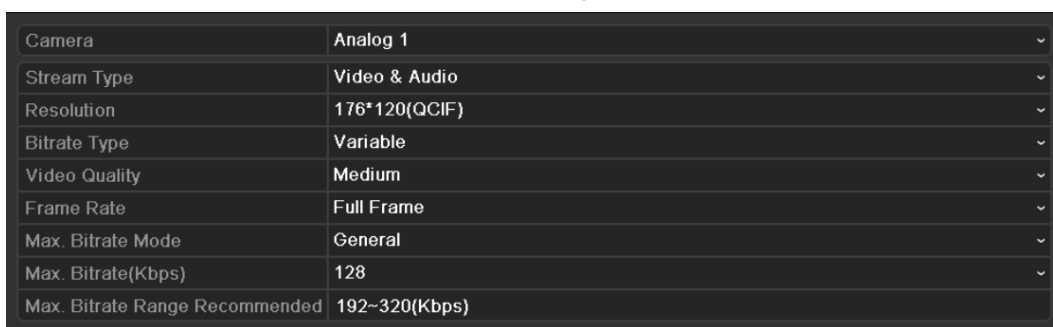 Camera Analog 1
Stream Type Video & Audio
Resolution 176*120(QCIF)
Bitrate Type Variable
Video Quality Medium
Frame Rate Full Frame
Max. Bitrate Mode General
Max. Bitrate(Kbps) 128
Max. Bitrate Range Recommended 192~320(Kbps)